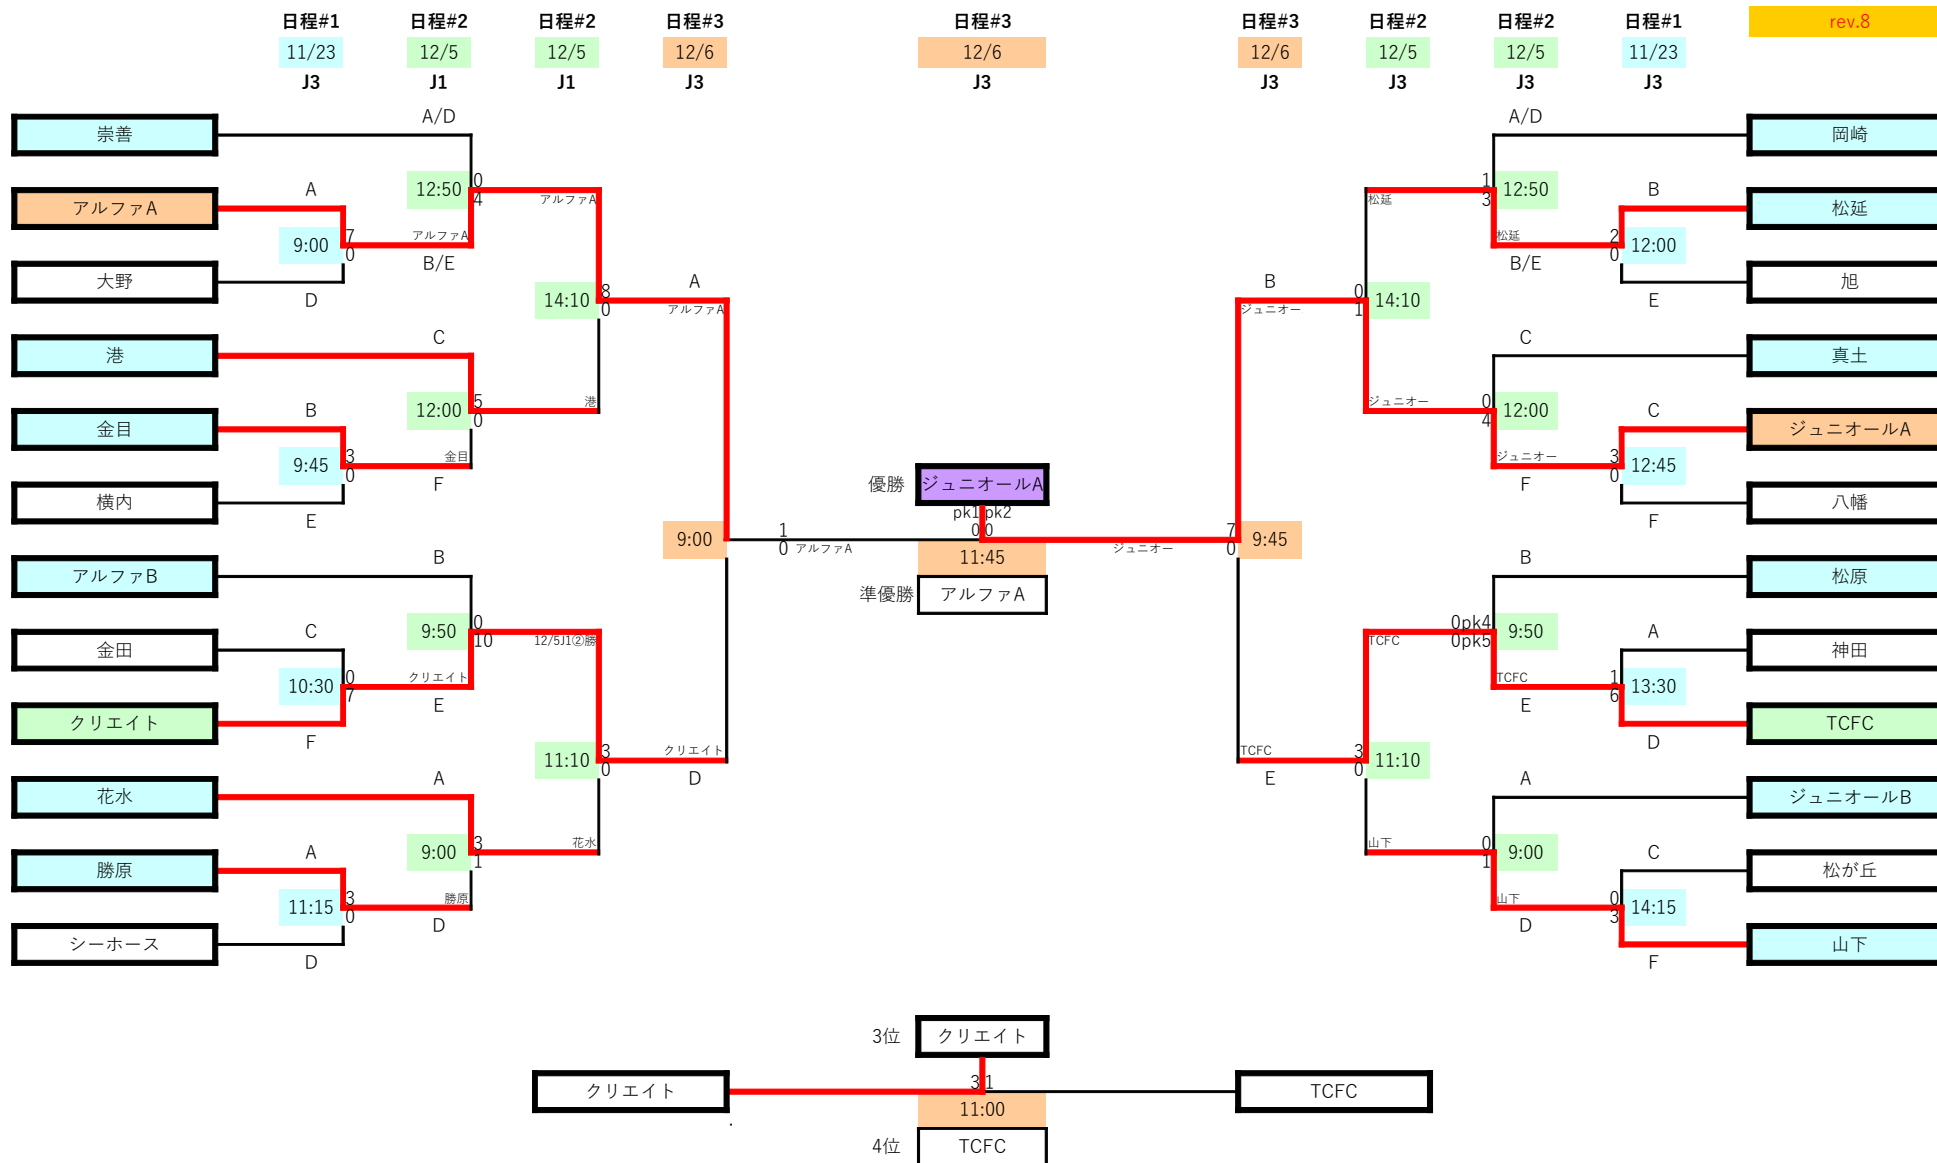 日程#1 日程#2 日程#2 日程#3 日程#3 日程#3 日程#2 日程#2 日程#1 rev.8
11/23 12/5 12/5 12/6 12/6 12/6 12/5 12/5 11/23
J3 J1 J1 J3 J3 J3 J3 J3 J3
A/D A/D
崇善 岡崎
A 12:50 0 1 12:50 B
4 アルファA 松延 3
アルファA 松延
9:00 7 アルファA 松延 2 12:00
0 0
B/E B/E
大野 旭
D 14:10 8 A B 0 14:10 E
0 アルファA ジュニオー 1
C C
港 真土
B 12:00 5 港 ジュニオー 0 12:00 C
0 4
金目 ジュニオールA
9:45 3 金目 ジュニオー 3 12:45
0 0
F 優勝 ジュニオールA F
横内 八幡
E pk1 pk2 F
9:00 1 0 0 7 9:45
0 アルファA ジュニオー 0
B 11:45 B
アルファB 松原
準優勝 アルファA
C 9:50 0 0pk4 9:50 A
10 12/5J1②勝 TCFC 0pk5
金田 神田
10:30 0 クリエイト TCFC 1 13:30
7 6
E E
クリエイト TCFC
F D
11:10 3 クリエイト TCFC 3 11:10
0 0
A D E A
花水 ジュニオールB
A 9:00 3 花水 山下 0 9:00 C
1 1
勝原 松が丘
11:15 3 勝原 山下 0 14:15
0 3
D D
シーホース 山下
D F
3位 クリエイト
クリエイト 3 1 TCFC
11:00
.
4位 TCFC